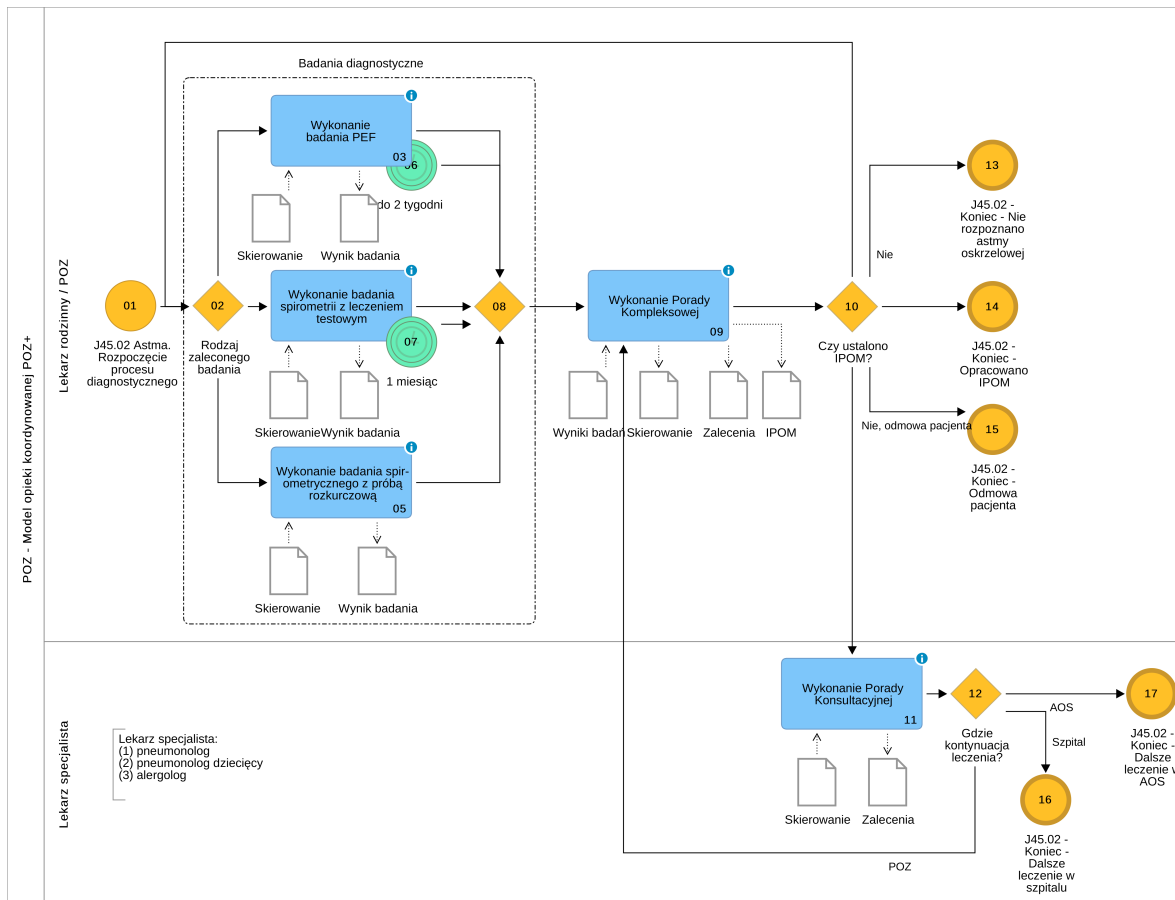 POZ - Model opieki koordynowanej POZ+
Lekarz rodzinny / POZ
Badania diagnostyczne
Wykonanie
badania PEF
03
06
do 2 tygodni
Skierowanie
Wynik badania
01
J45.02 Astma.
Rozpoczęcie
procesu
diagnostycznego
02
Rodzaj
zaleconego
badania
Wykonanie badania
spirometrii z leczeniem
testowym
07
1 miesiąc
Skierowanie
Wynik badania
Wykonanie badania spir-
ometrycznego z próbą
rozkurczową
05
Skierowanie
Wynik badania
08
Wykonanie Porady
Kompleksowej
09
Wyniki badań
Skierowanie
Zalecenia
IPOM
10
Czy ustalono
IPOM?
Nie
13
J45.02 -
Koniec - Nie
rozpoznano
astmy
oskrzelowej
14
J45.02 -
Koniec -
Opracowano
IPOM
Nie, odmowa pacjenta
15
J45.02 -
Koniec -
Odmowa
pacjenta
Lekarz specjalista
Lekarz specjalista:
(1) pneumonolog
(2) pneumonolog dziecięcy
(3) alergolog
Wykonanie Porady
Konsultacyjnej
11
Skierowanie
Zalecenia
12
Gdzie
kontynuacja
leczenia?
AOS
Szpital
POZ
17
J45.02 -
Koniec -
Dalsze
leczenie w
AOS
16
J45.02 -
Koniec -
Dalsze
leczenie w
szpitalu